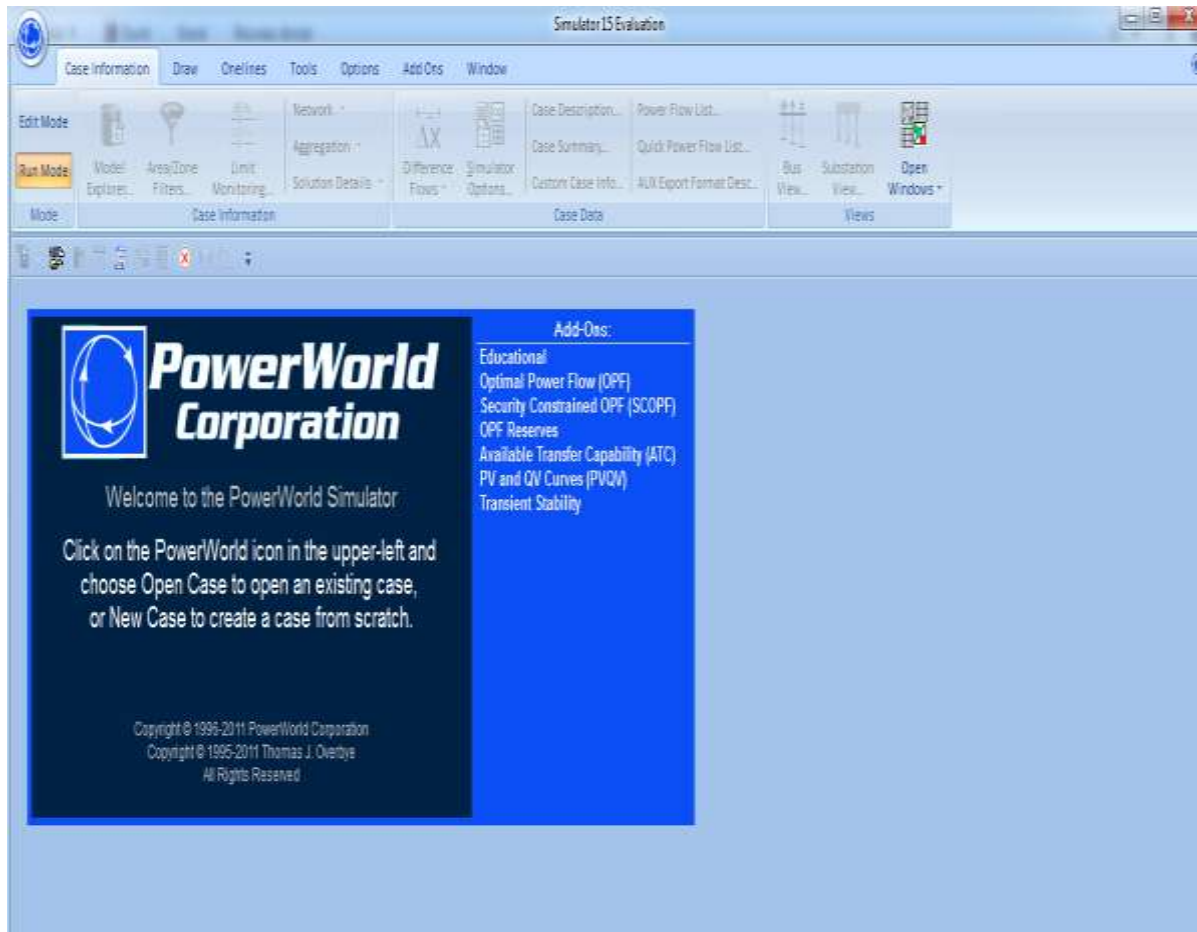 Simulator 15 Evaluation
Case Information Draw Onelines Tools Options Add Ons Window
Edit Mode
Run Mode
Mode
Model Explorer...
Area/Zone Filters...
Limit Monitoring...
Network
Aggregation
Solution Details
Case Information
Difference Flows
Simulator Options...
Case Description...
Case Summary...
Custom Case Info...
Power Flow List...
Quick Power Flow List...
AUX Export Format Desc...
Case Data
Bus View...
Substation View...
Open Windows
Views
PowerWorld
Corporation
Welcome to the PowerWorld Simulator
Click on the PowerWorld icon in the upper-left and
choose Open Case to open an existing case,
or New Case to create a case from scratch.
Copyright © 1996-2011 PowerWorld Corporation
Copyright © 1995-2011 Thomas J. Overbye
All Rights Reserved
Add-Ons:
Educational
Optimal Power Flow (OPF)
Security Constrained OPF (SCOPF)
OPF Reserves
Available Transfer Capability (ATC)
PV and QV Curves (PVQV)
Transient Stability